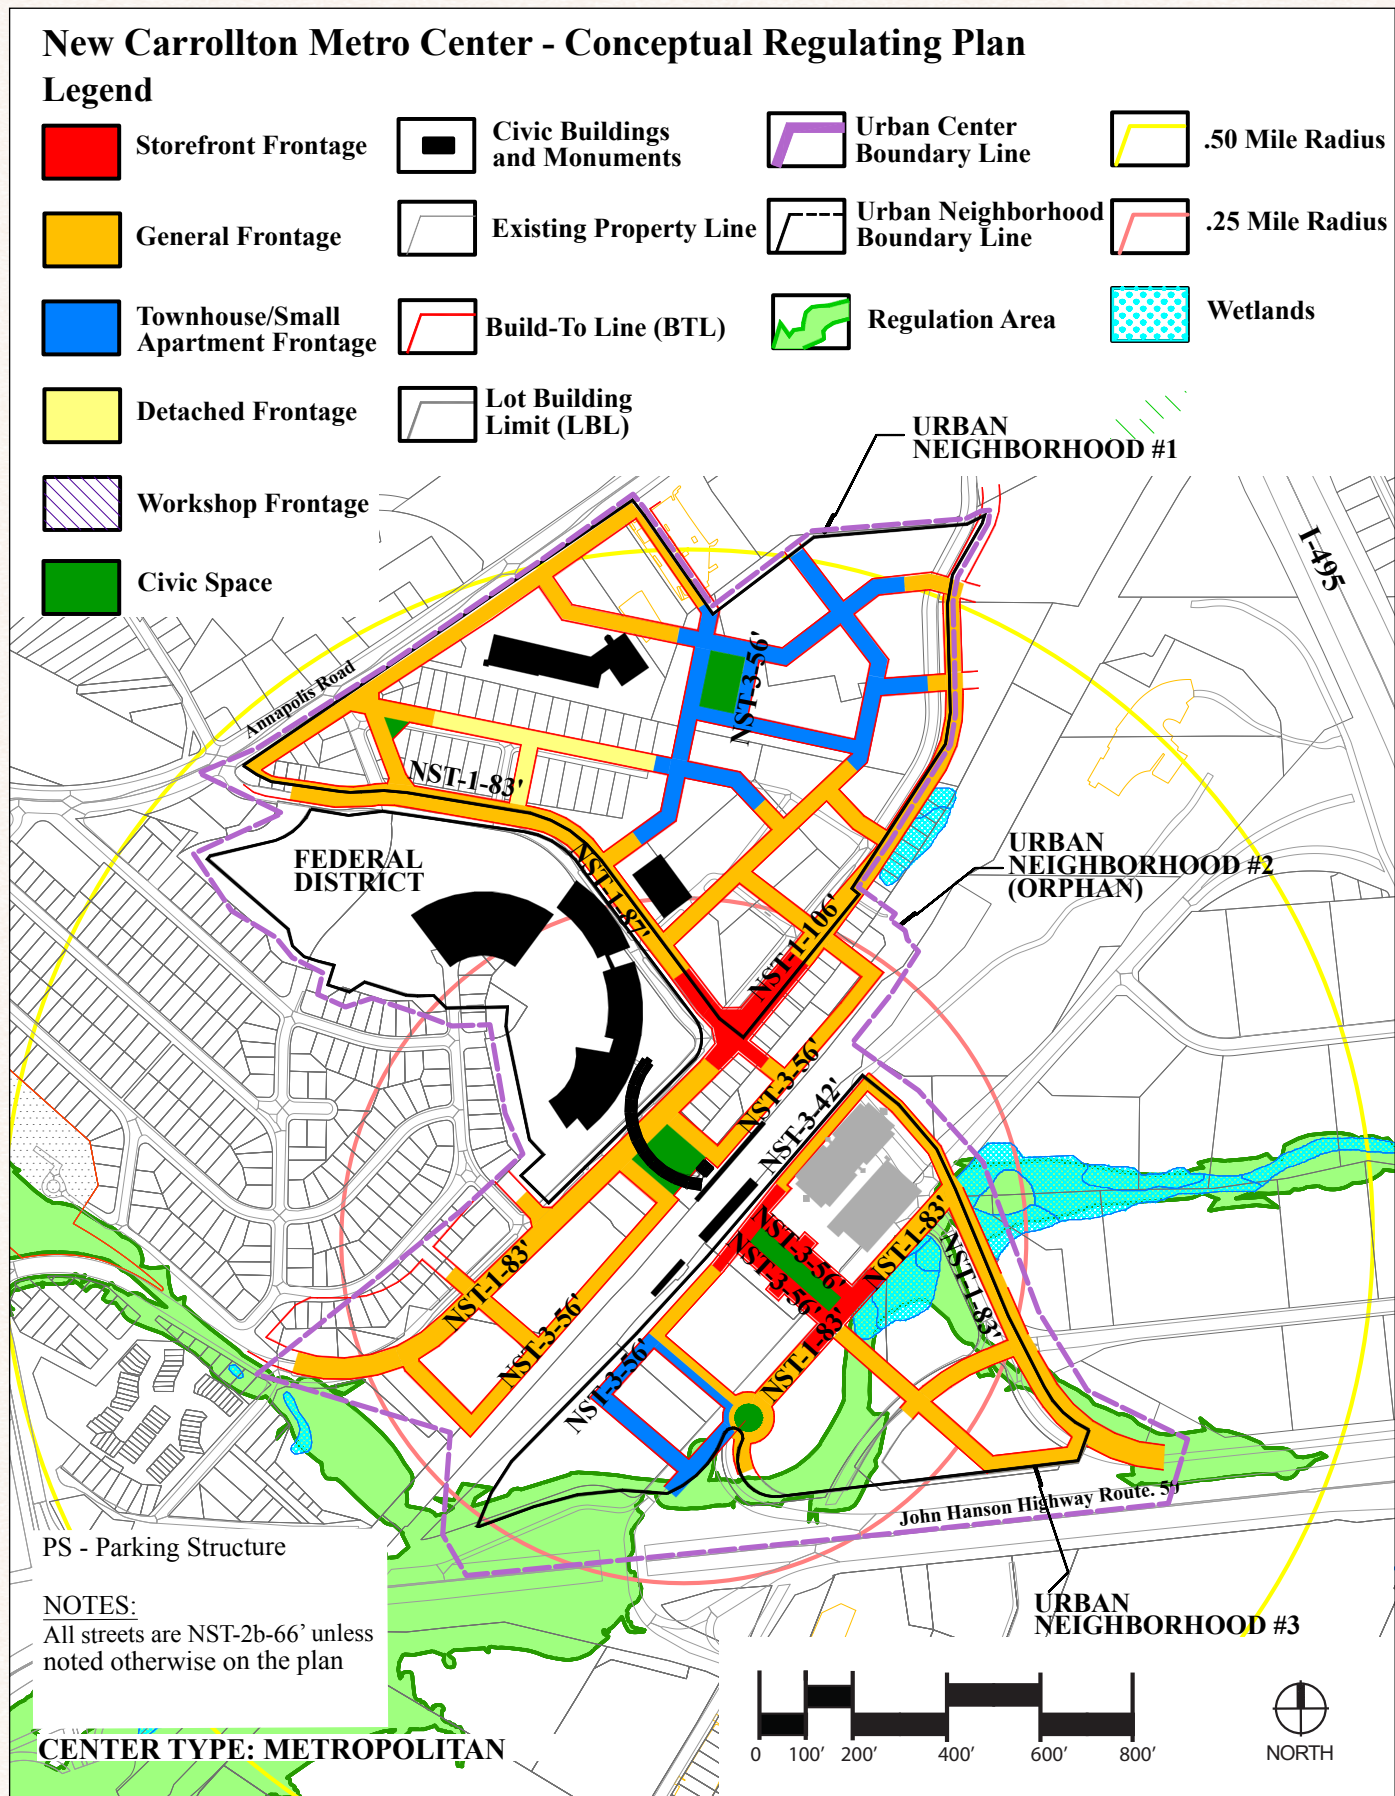 New Carrollton Metro Center - Conceptual Regulating Plan
Legend
Storefront Frontage
General Frontage
Townhouse/Small
Apartment Frontage
Detached Frontage
Workshop Frontage
Civic Space
Civic Buildings
and Monuments
Existing Property Line
Build-To Line (BTL)
Lot Building
Limit (LBL)
Urban Center
Boundary Line
Urban Neighborhood
Boundary Line
Regulation Area
.50 Mile Radius
.25 Mile Radius
Wetlands
URBAN
NEIGHBORHOOD #1
I-495
Annapolis Road
NST-3-56'
NST-1-83'
FEDERAL
DISTRICT
NST-1-87'
URBAN
NEIGHBORHOOD #2
(ORPHAN)
NST-1-106'
NST-3-56'
NST-3-42'
NST-1-83'
NST-3-56'
NST-3-56'
NST-3-56'
NST-1-83'
NST-1-83'
NST-1-83'
NST-3-56'
John Hanson Highway Route. 5
URBAN
NEIGHBORHOOD #3
PS - Parking Structure
NOTES:
All streets are NST-2b-66’ unless
noted otherwise on the plan
CENTER TYPE: METROPOLITAN
0 100' 200' 400' 600' 800'
NORTH